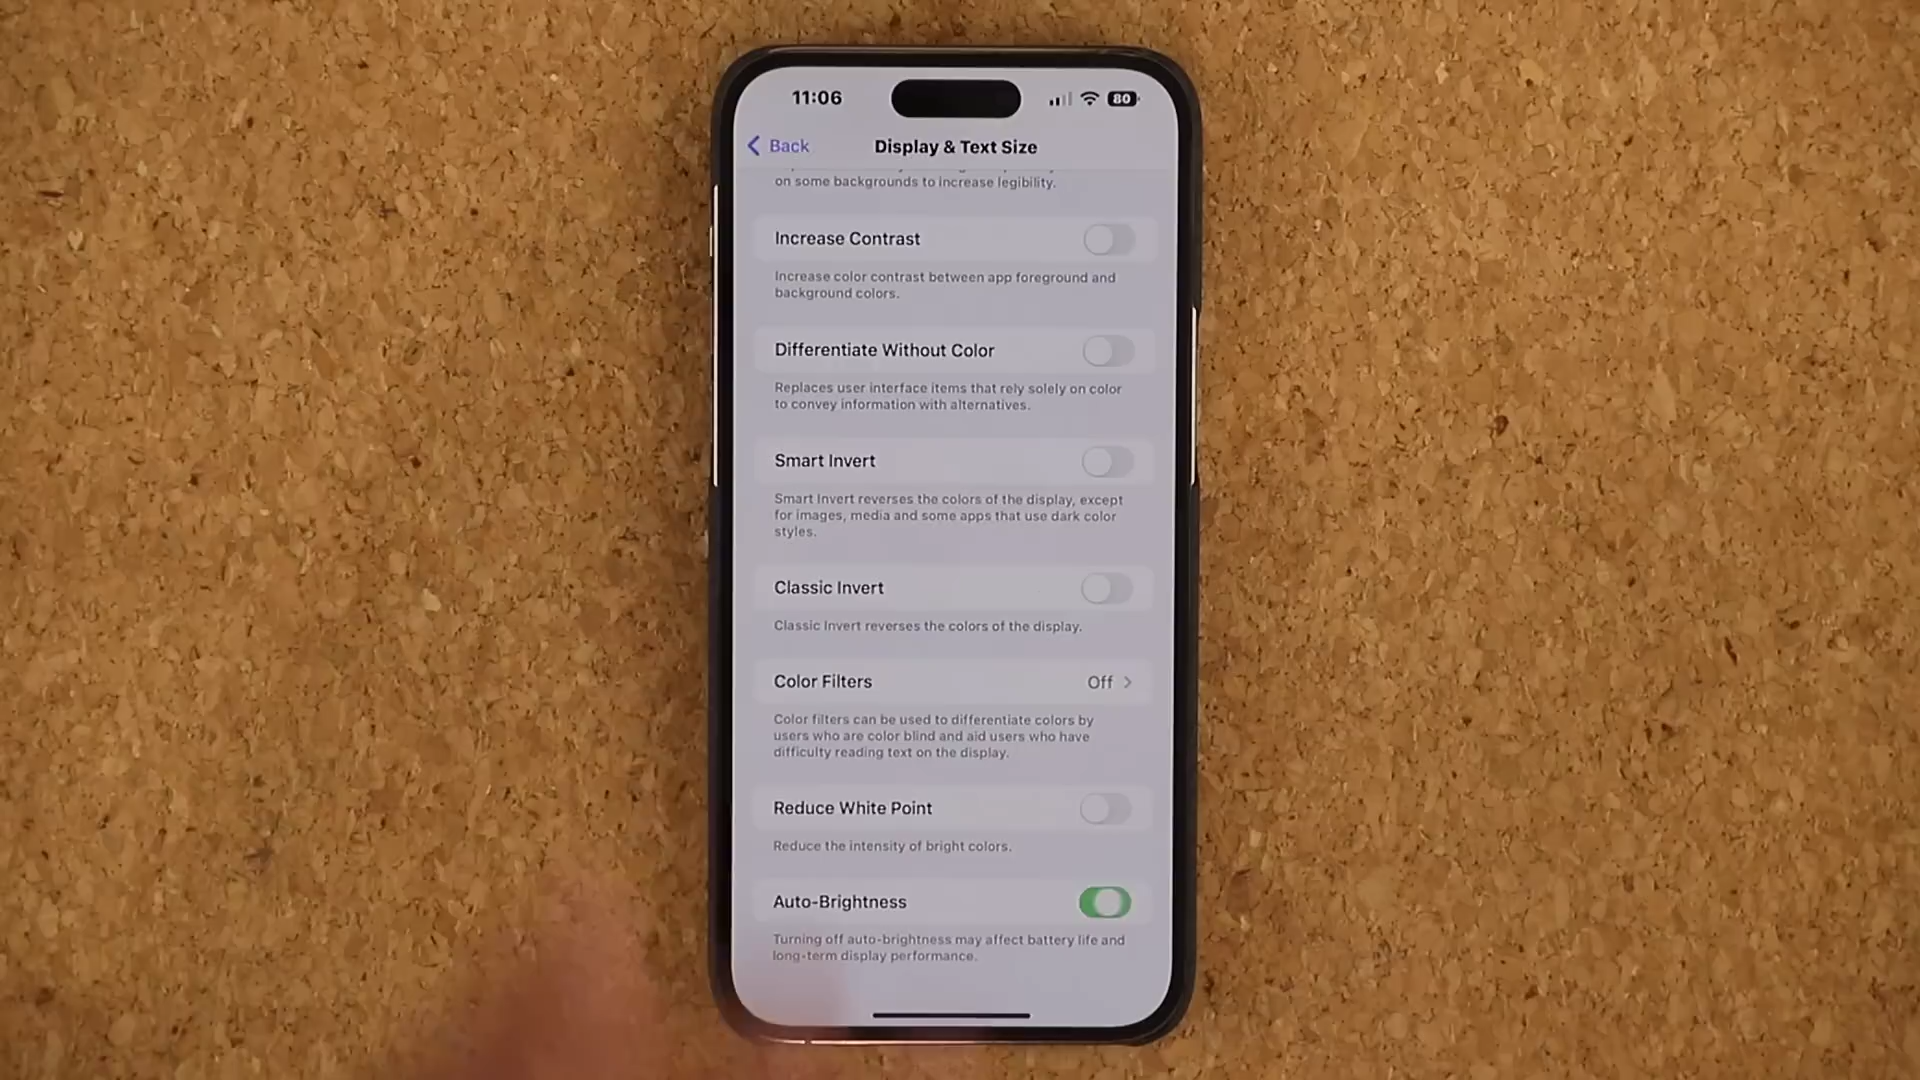 11:06
80
Back
Display & Text Size
on some backgrounds to increase legibility.
Increase Contrast
Increase color contrast between app foreground and
background colors.
Differentiate Without Color
Replaces user interface items that rely solely on color
to convey information with alternatives.
Smart Invert
Smart Invert reverses the colors of the display, except
for images, media and some apps that use dark color
styles.
Classic Invert
Classic Invert reverses the colors of the display.
Color Filters
Off
Color filters can be used to differentiate colors by
users who are color blind and aid users who have
difficulty reading text on the display.
Reduce White Point
Reduce the intensity of bright colors.
Auto-Brightness
Turning off auto-brightness may affect battery life and
long-term display performance.